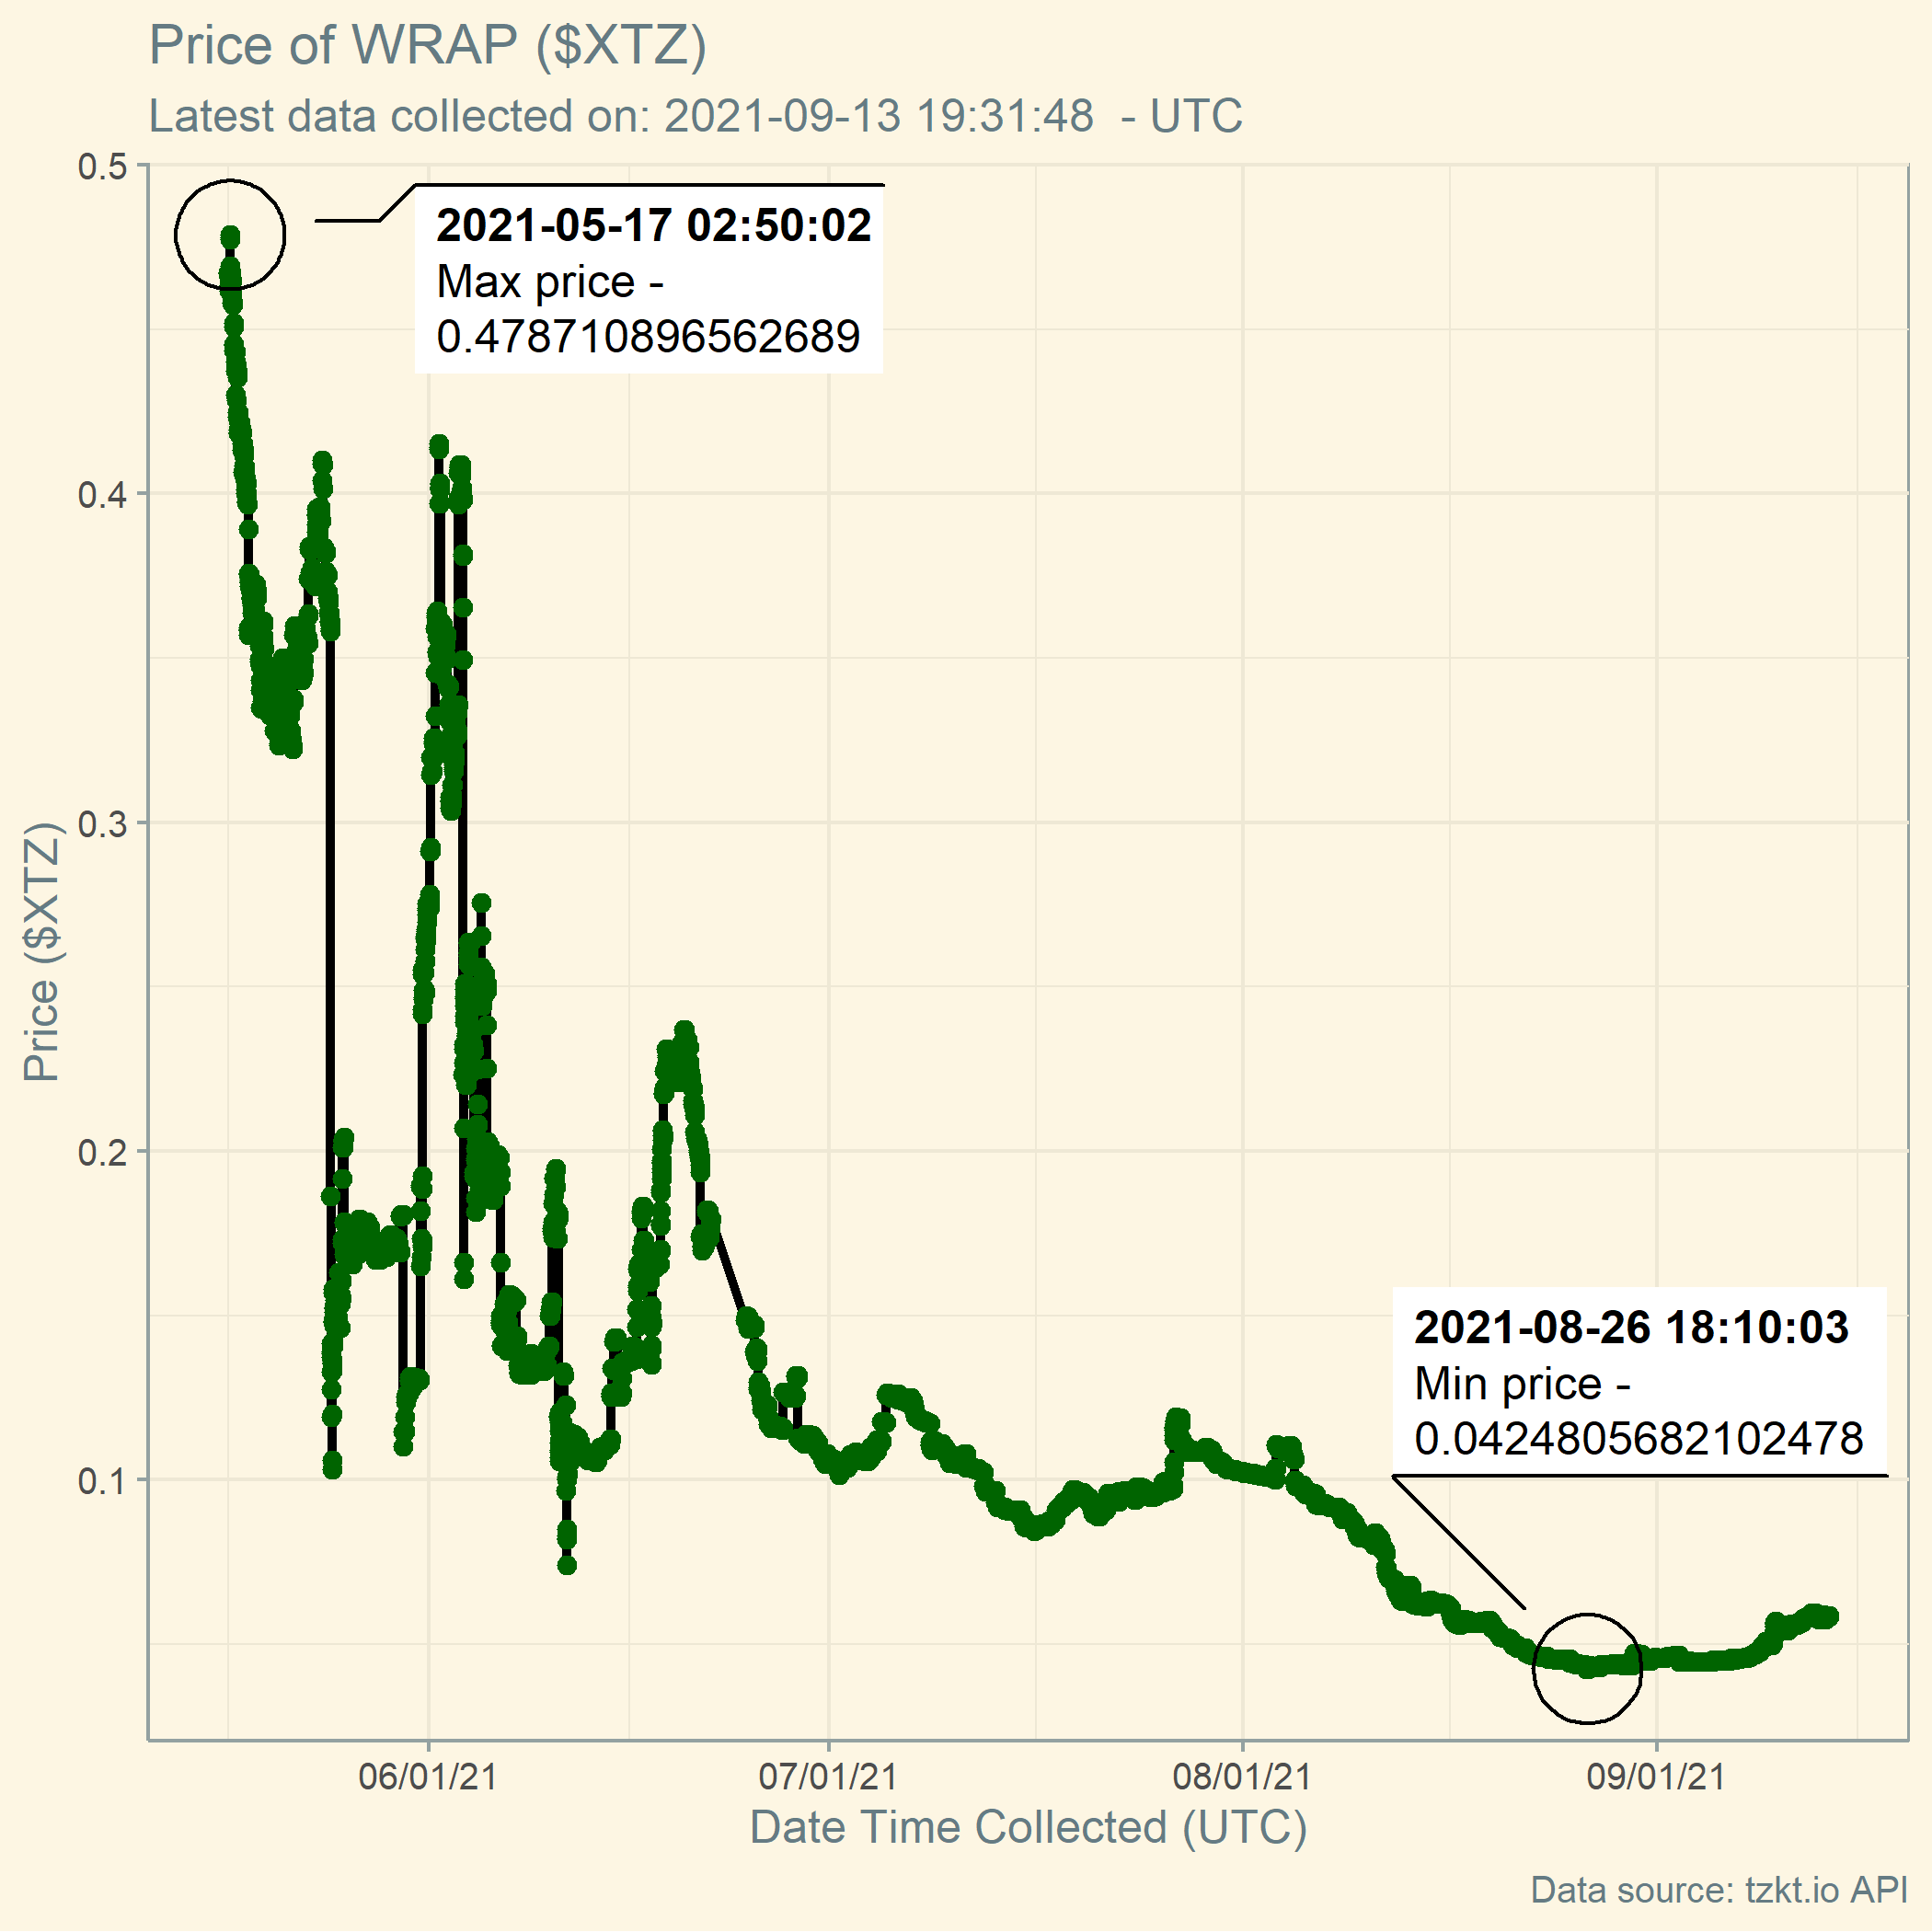 Price of WRAP ($XTZ)
Latest data collected on: 2021-09-13 19:31:48  - UTC
0.5
0.4
0.3
0.2
0.1
Price ($XTZ)
2021-05-17 02:50:02
Max price -
0.478710896562689
2021-08-26 18:10:03
Min price -
0.0424805682102478
06/01/21
07/01/21
08/01/21
09/01/21
Date Time Collected (UTC)
Data source: tzkt.io API